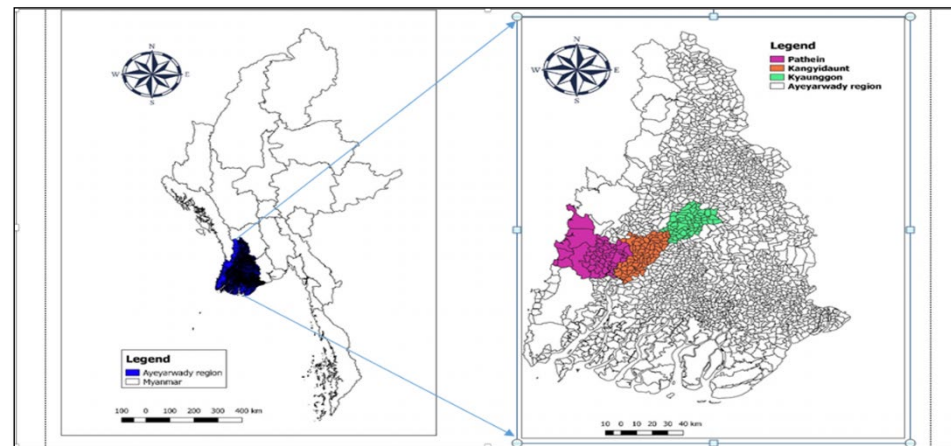 N
W E
S
Legend
Ayeyarwady region
Myanmar
100 0 100 200 300 400 km
N
W E
S
Legend
Pathein
Kangyidaunt
Kyaunggon
Ayeyarwady region
10 0 10 20 30 40 km